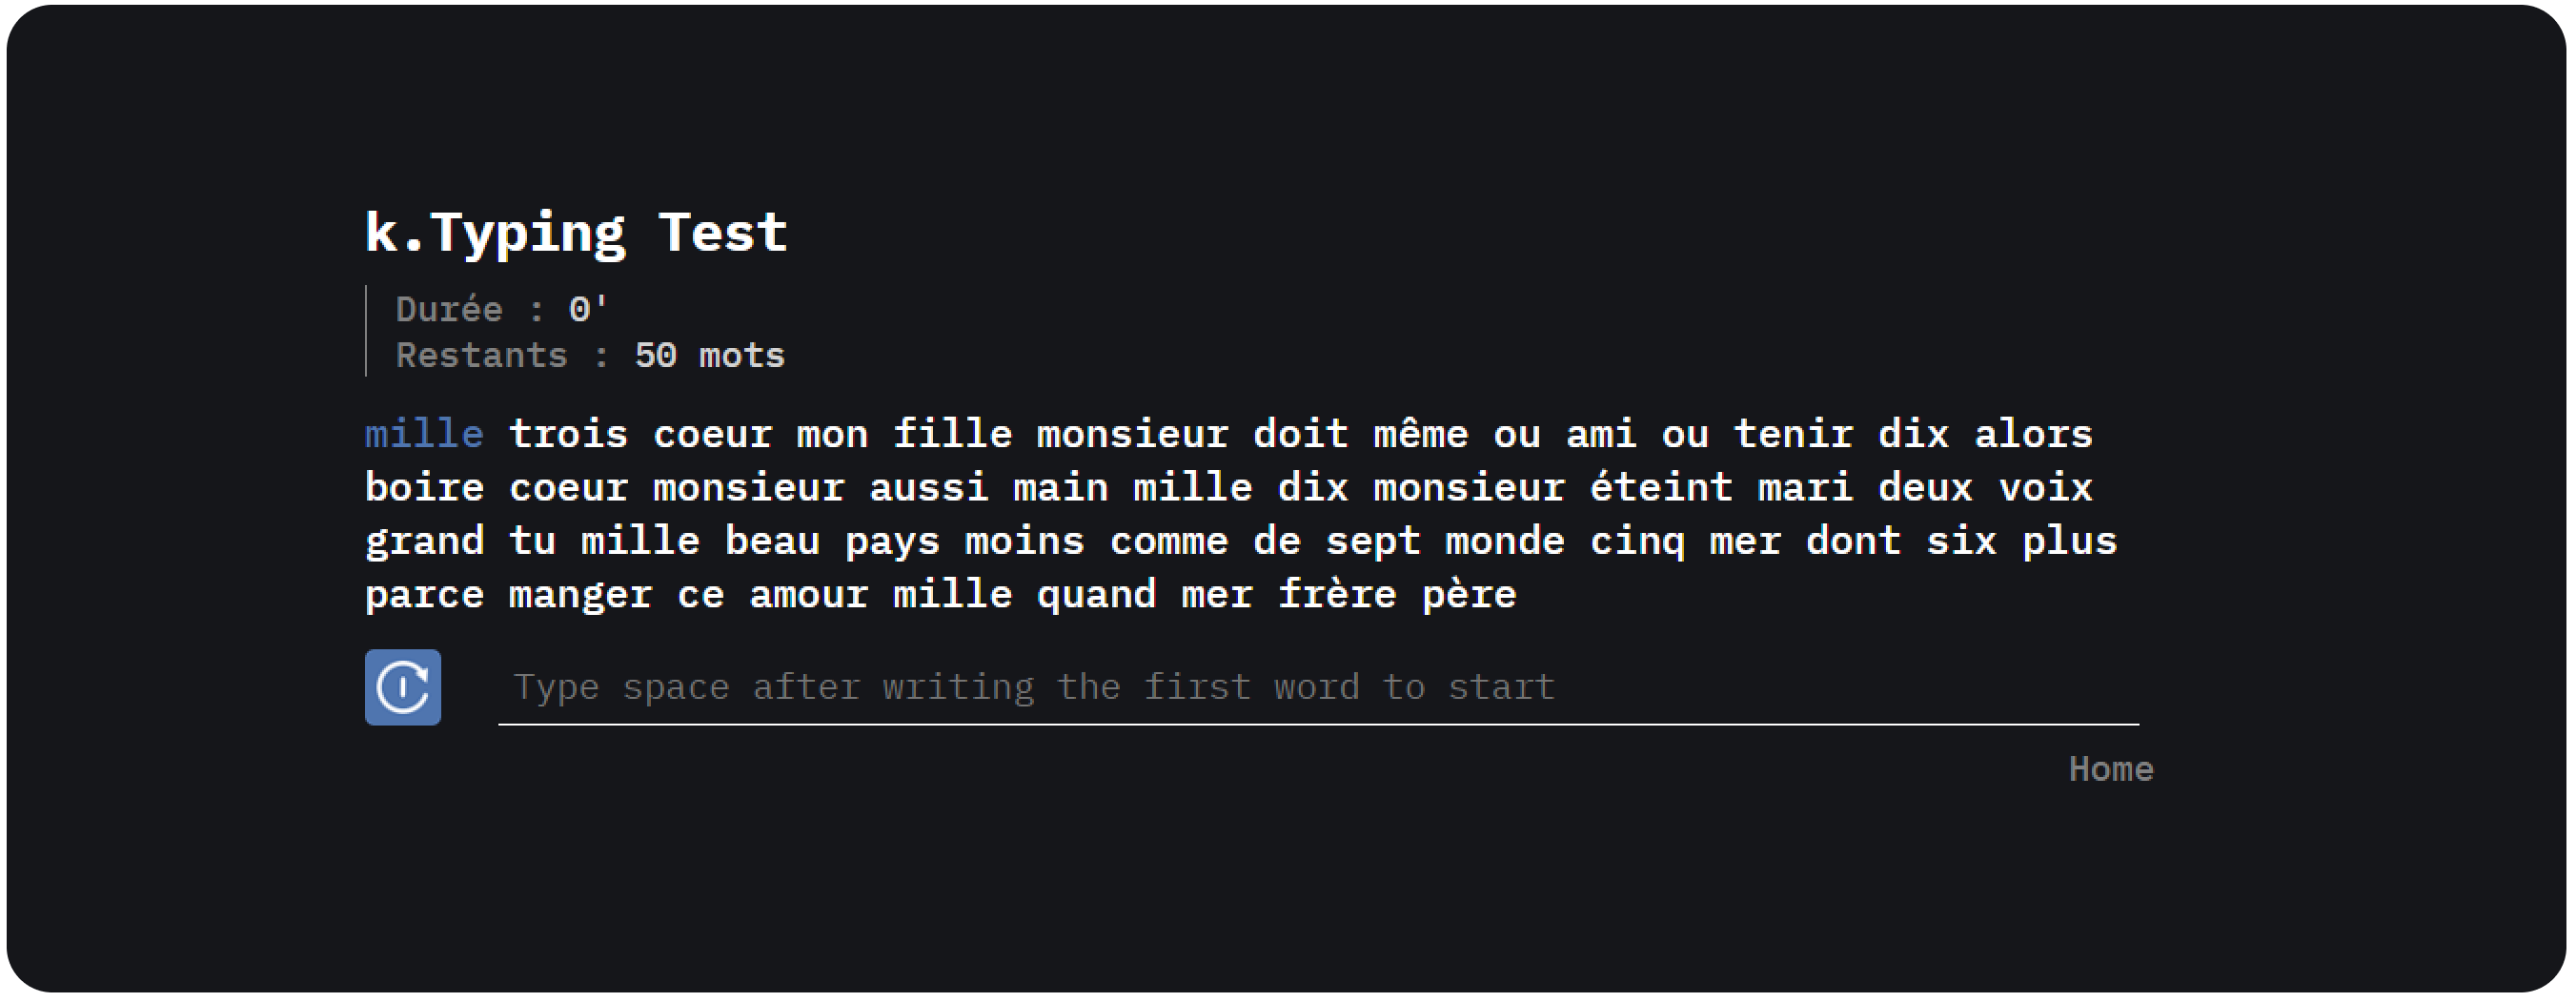 k.Typing Test
Durée : 0'
Restants : 50 mots
mille trois coeur mon fille monsieur doit même ou ami ou tenir dix alors
boire coeur monsieur aussi main mille dix monsieur éteint mari deux voix
grand tu mille beau pays moins comme de sept monde cinq mer dont six plus
parce manger ce amour mille quand mer frère père
Type space after writing the first word to start
Home